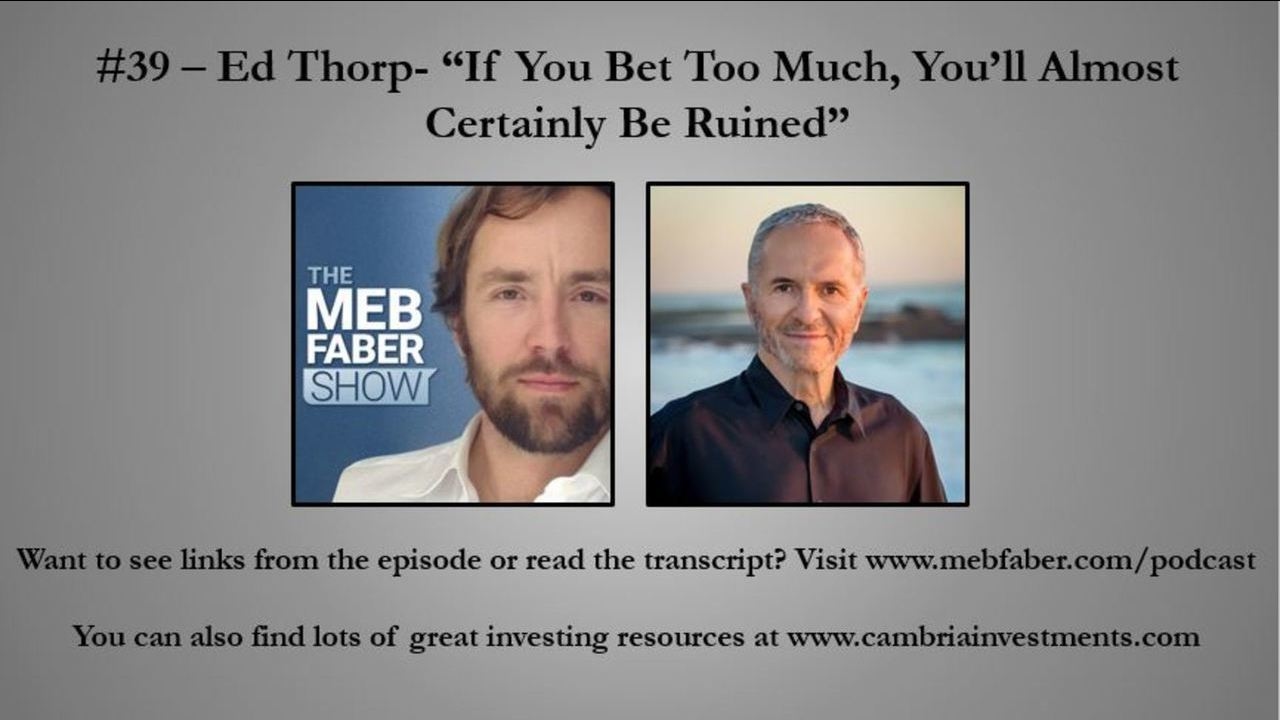 #39 – Ed Thorp- “If You Bet Too Much, You’ll Almost
Certainly Be Ruined”
THE
MEB
FABER
SHOW
Want to see links from the episode or read the transcript? Visit www.mebfaber.com/podcast
You can also find lots of great investing resources at www.cambriainvestments.com